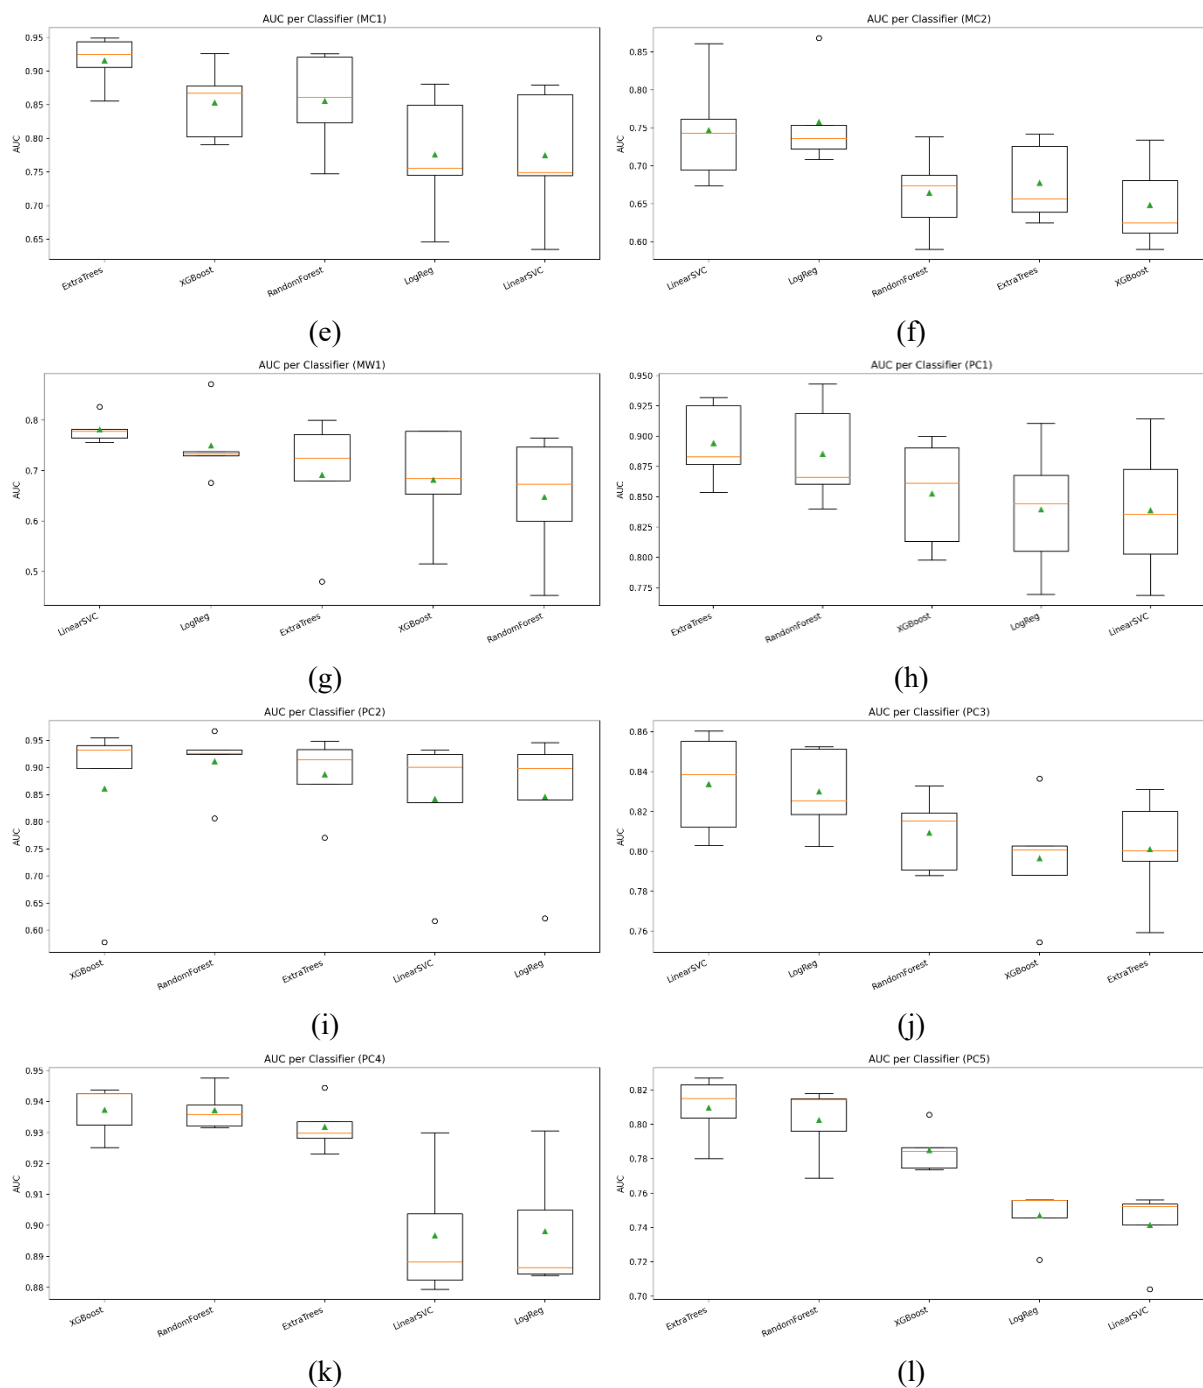 AUC per Classifier (MC1)
AUC
0.95
0.90
0.85
0.80
0.75
0.70
0.65
ExtraTrees
XGBoost
RandomForest
LogReg
LinearSVC
(e)
AUC per Classifier (MC2)
AUC
0.85
0.80
0.75
0.70
0.65
0.60
LinearSVC
LogReg
RandomForest
ExtraTrees
XGBoost
(f)
AUC per Classifier (MW1)
AUC
0.8
0.7
0.6
0.5
LinearSVC
LogReg
ExtraTrees
XGBoost
RandomForest
(g)
AUC per Classifier (PC1)
AUC
0.950
0.925
0.900
0.875
0.850
0.825
0.800
0.775
ExtraTrees
RandomForest
XGBoost
LogReg
LinearSVC
(h)
AUC per Classifier (PC2)
AUC
0.95
0.90
0.85
0.80
0.75
0.70
0.65
0.60
XGBoost
RandomForest
ExtraTrees
LinearSVC
LogReg
(i)
AUC per Classifier (PC3)
AUC
0.86
0.84
0.82
0.80
0.78
0.76
LinearSVC
LogReg
RandomForest
XGBoost
ExtraTrees
(j)
AUC per Classifier (PC4)
AUC
0.95
0.94
0.93
0.92
0.91
0.90
0.89
0.88
XGBoost
RandomForest
ExtraTrees
LinearSVC
LogReg
(k)
AUC per Classifier (PC5)
AUC
0.82
0.80
0.78
0.76
0.74
0.72
0.70
ExtraTrees
RandomForest
XGBoost
LogReg
LinearSVC
(l)